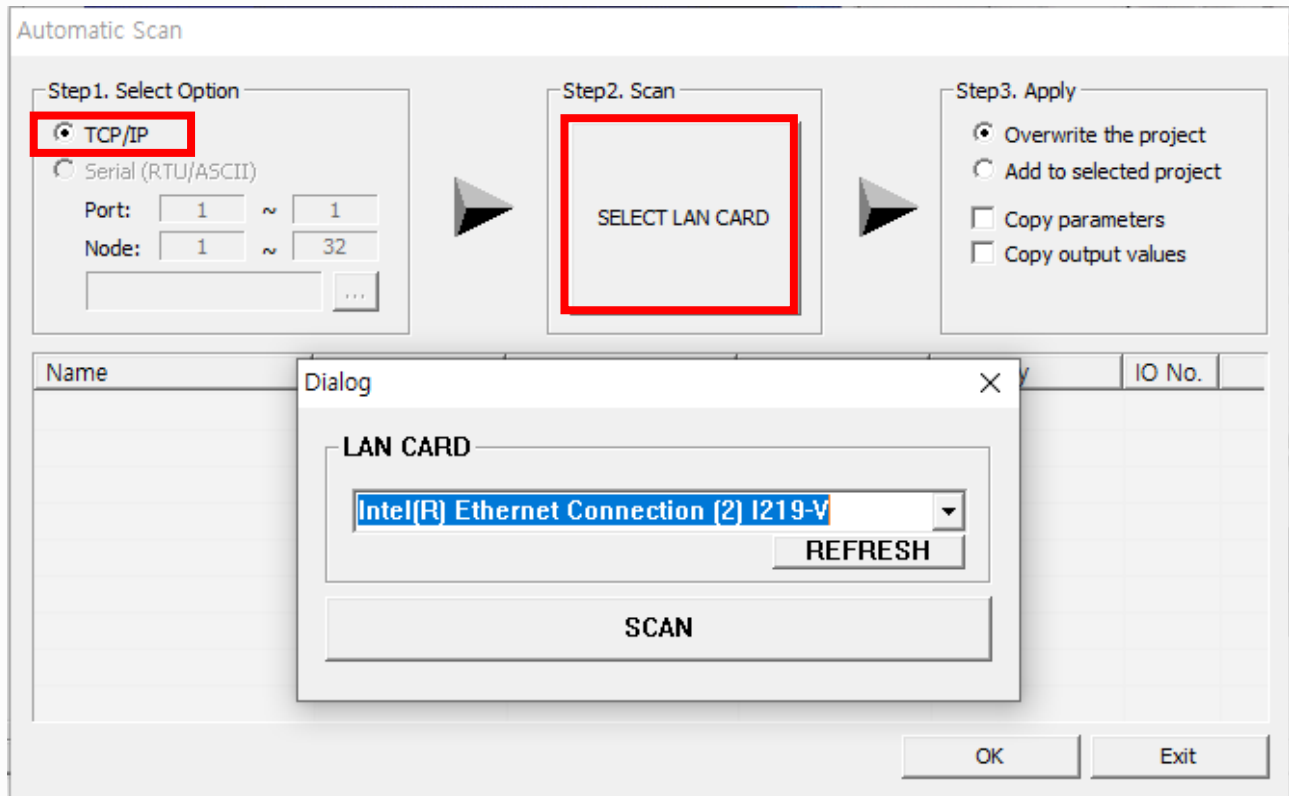 Automatic Scan
Step1. Select Option
TCP/IP
Serial (RTU/ASCII)
Port: 1 ~ 1
Node: 1 ~ 32
...
Step2. Scan
SELECT LAN CARD
Step3. Apply
Overwrite the project
Add to selected project
Copy parameters
Copy output values
Name
IO No.
Dialog
LAN CARD
Intel(R) Ethernet Connection (2) I219-V
REFRESH
SCAN
OK
Exit